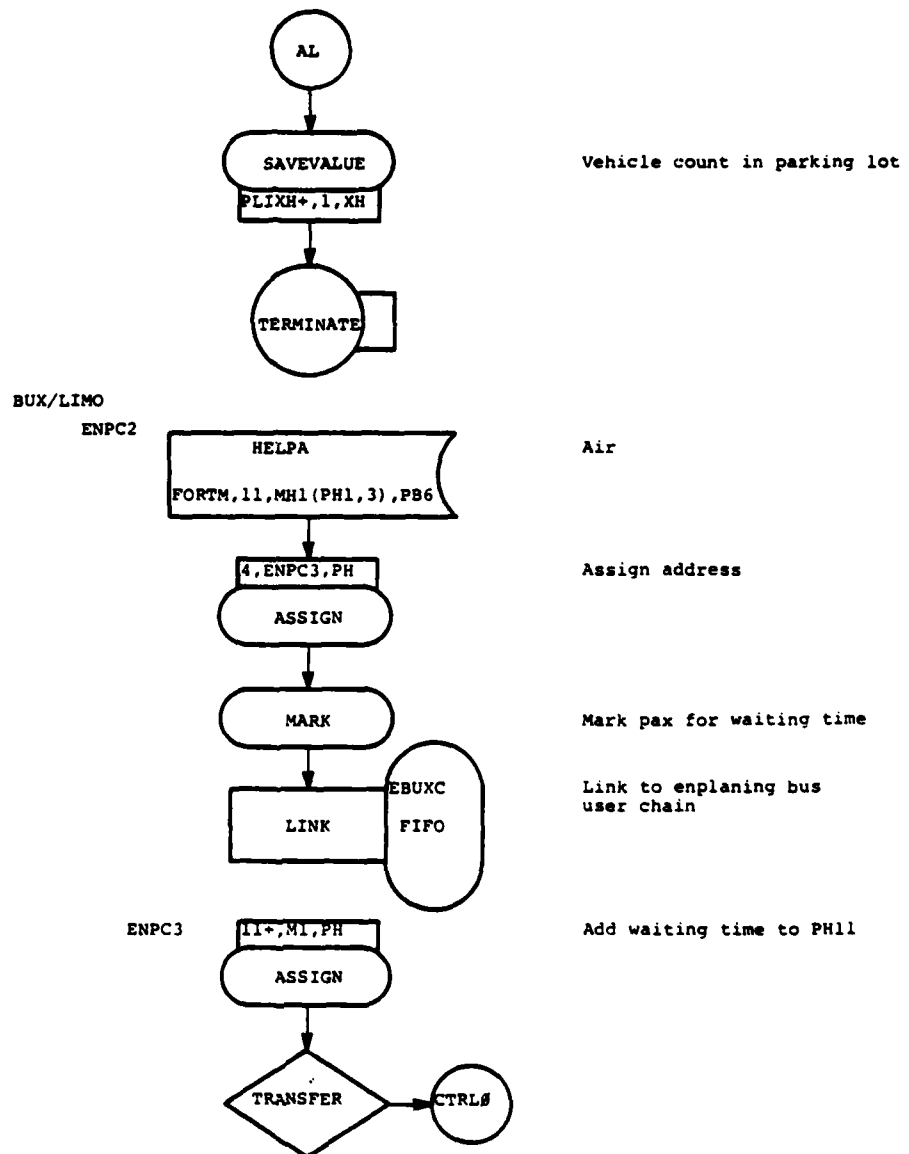 AL
SAVEVALUE
Vehicle count in parking lot
PLIXH+,1,XH
TERMINATE
BUX/LIMO
ENPC2
HELPA
Air
FORTM,11,MH1(PH1,3),PB6
4,ENPC3,PH
Assign address
ASSIGN
MARK
Mark pax for waiting time
EBUXC
Link to enplaning bus
user chain
LINK
FIFO
ENPC3
11+,M1,PH
Add waiting time to PH11
ASSIGN
TRANSFER
CTRLØ